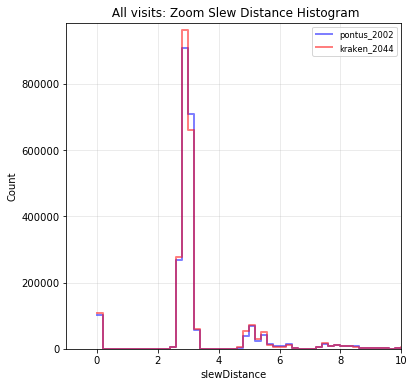 All visits: Zoom Slew Distance Histogram
pontus_2002
kraken_2044
Count
800000
600000
400000
200000
0
0 2 4 6 8 10
slewDistance